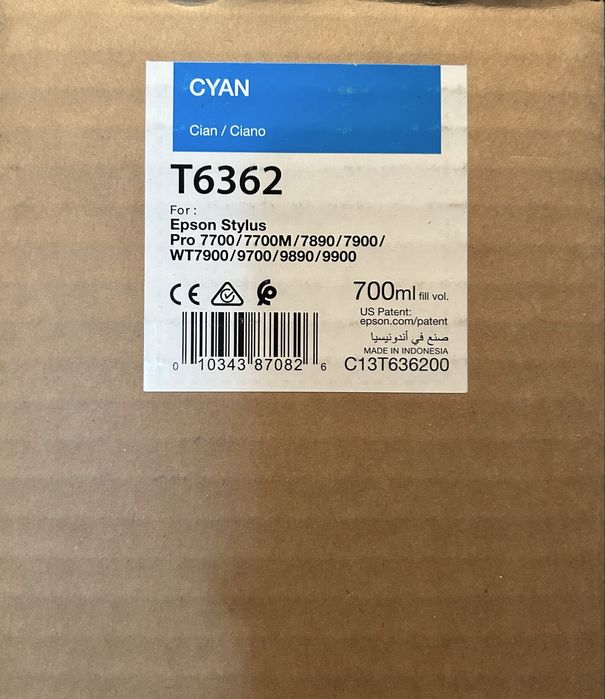 CYAN
Cian / Ciano
T6362
For :
Epson Stylus
Pro 7700/7700M/7890/7900/
WT7900/9700/9890/9900
CE
700ml fill vol.
US Patent:
epson.com/patent
صنع في أندونيسيا
MADE IN INDONESIA
0 10343 87082 6
C13T636200